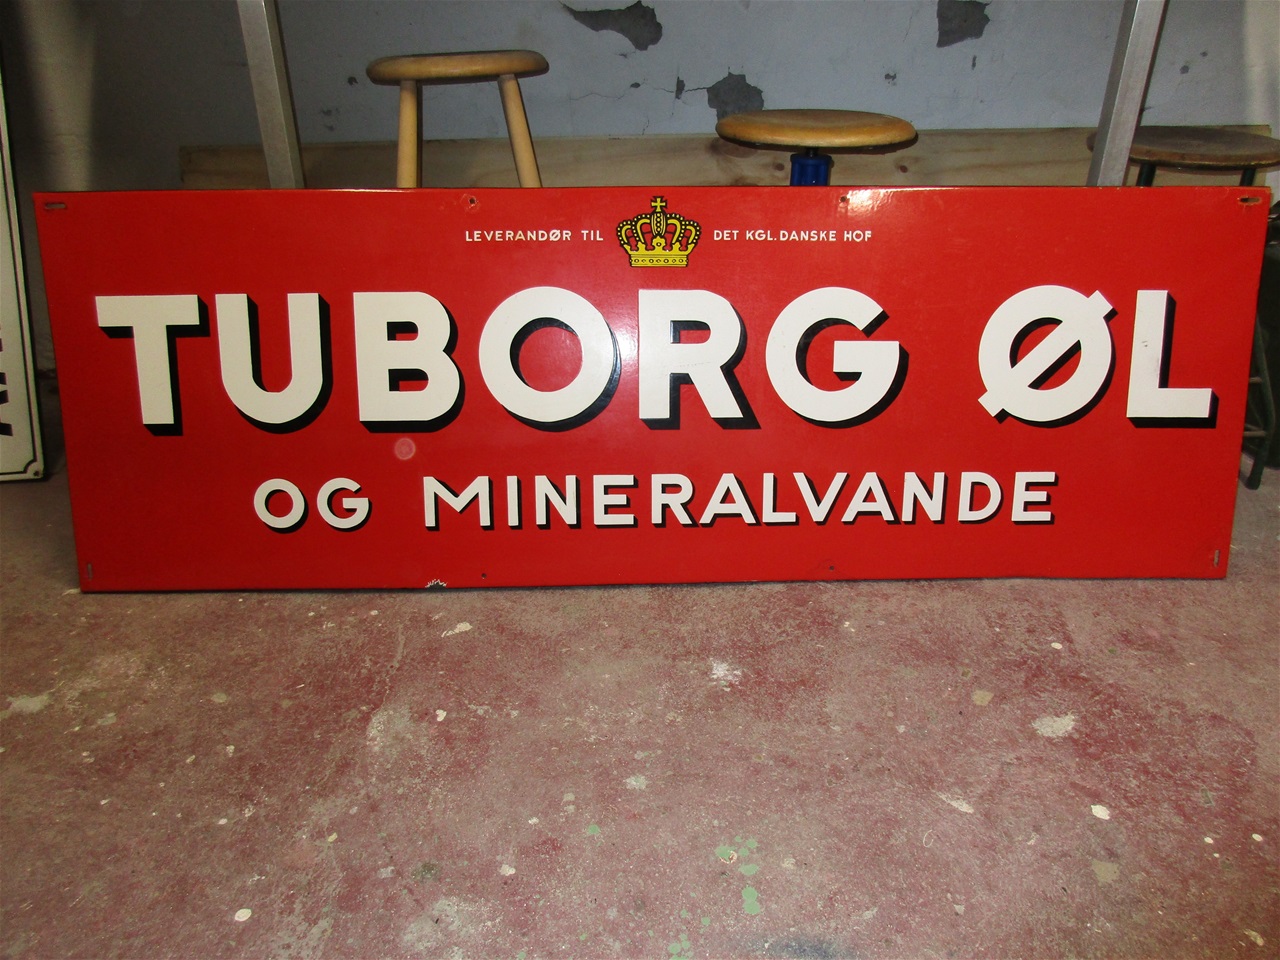 LEVERANDØR TIL DET KGL. DANSKE HOF
TUBORG ØL
OG MINERALVANDE